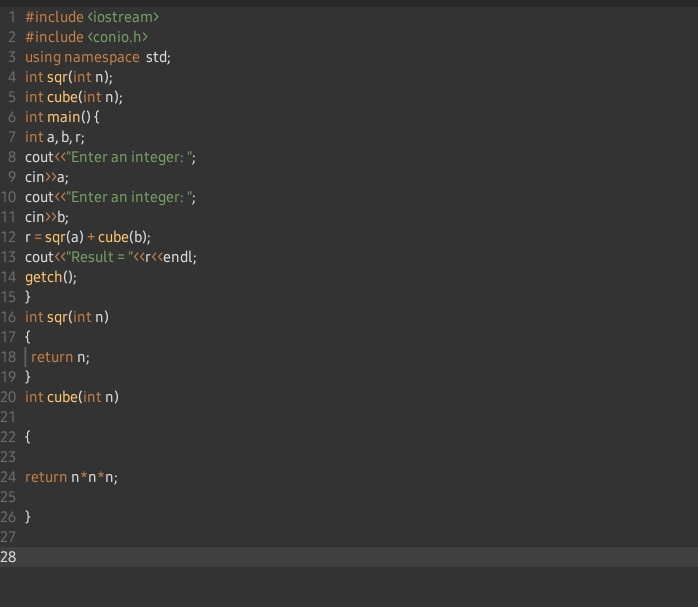 1 #include <iostream>
2 #include <conio.h>
3 using namespace std;
4 int sqr(int n);
5 int cube(int n);
6 int main() {
7 int a, b, r;
8 cout<<"Enter an integer: ";
9 cin>>a;
10 cout<<"Enter an integer: ";
11 cin>>b;
12 r = sqr(a) + cube(b);
13 cout<<"Result = "<<r<<endl;
14 getch();
15 }
16 int sqr(int n)
17 {
18 return n;
19 }
20 int cube(int n)
21
22 {
23
24 return n*n*n;
25
26 }
27
28